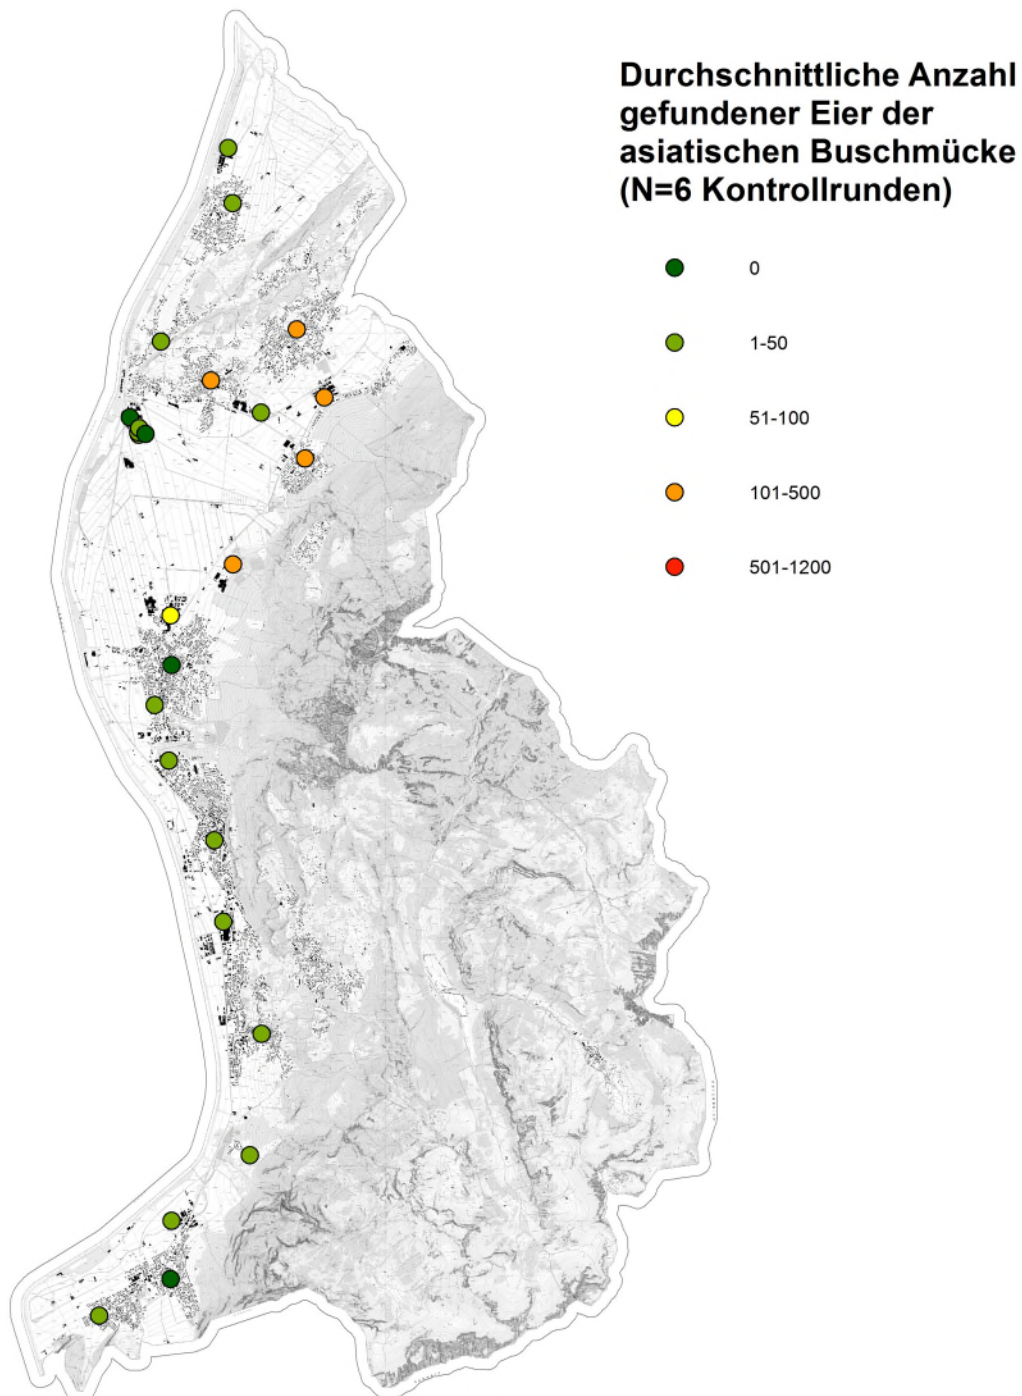 Durchschnittliche Anzahl
gefundener Eier der
asiatischen Buschmücke
(N=6 Kontrollrunden)
0
1-50
51-100
101-500
501-1200